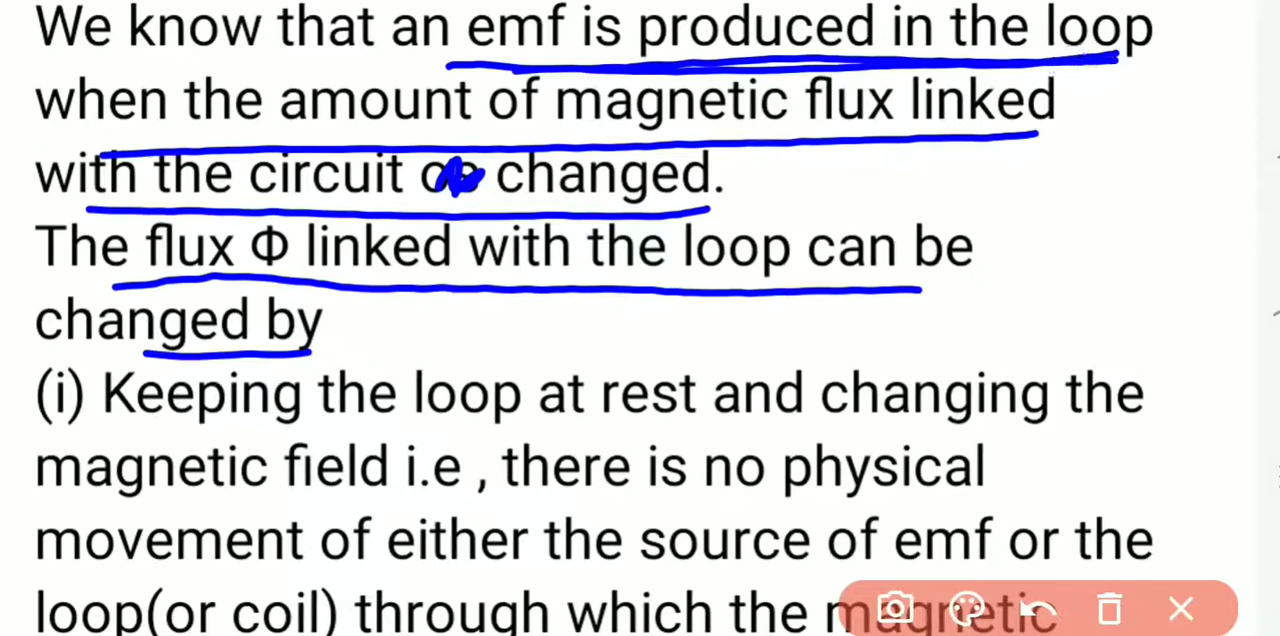 We know that an emf is produced in the loop
when the amount of magnetic flux linked
with the circuit changed.
The flux Φ linked with the loop can be
changed by
(i) Keeping the loop at rest and changing the
magnetic field i.e , there is no physical
movement of either the source of emf or the
loop(or coil) through which the magnetic